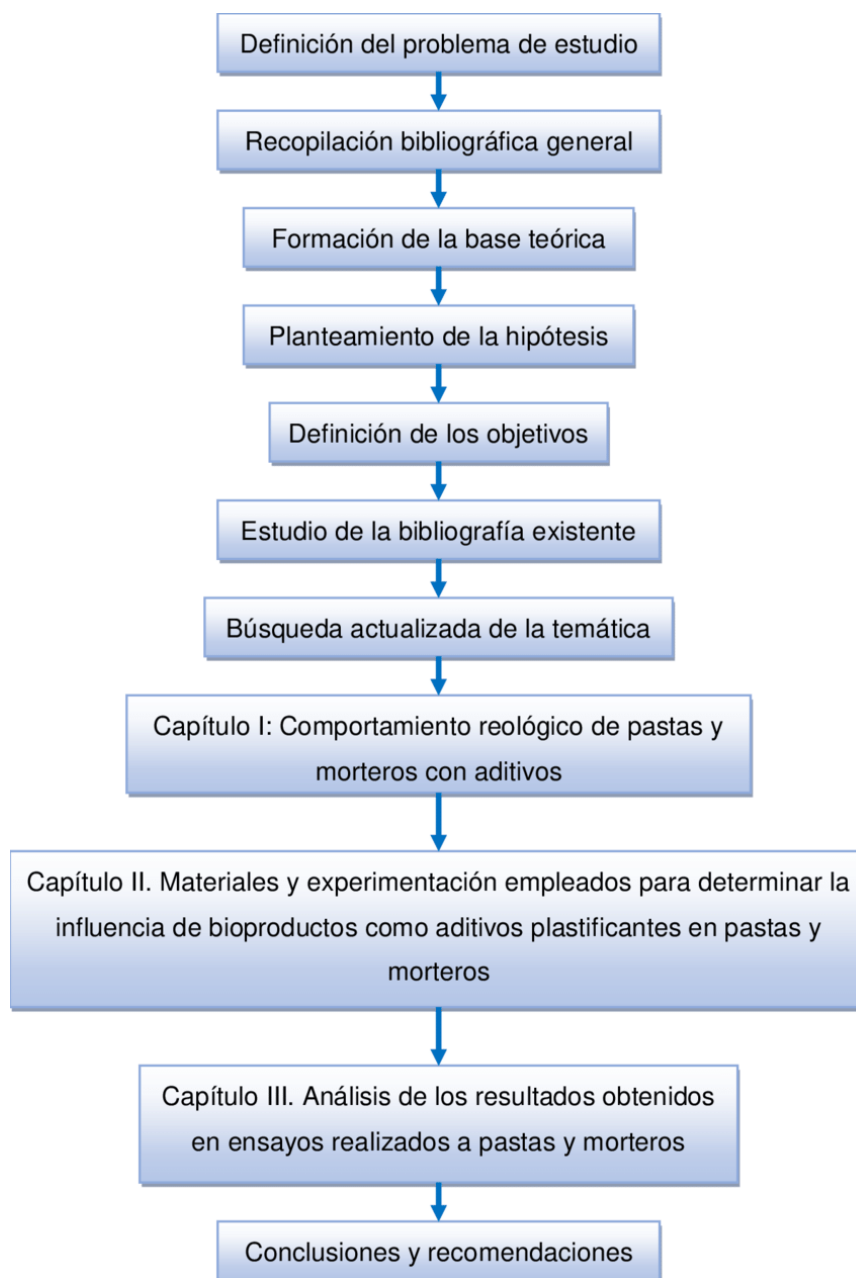 Definición del problema de estudio
Recopilación bibliográfica general
Formación de la base teórica
Planteamiento de la hipótesis
Definición de los objetivos
Estudio de la bibliografía existente
Búsqueda actualizada de la temática
Capítulo I: Comportamiento reológico de pastas y
morteros con aditivos
Capítulo II. Materiales y experimentación empleados para determinar la
influencia de bioproductos como aditivos plastificantes en pastas y
morteros
Capítulo III. Análisis de los resultados obtenidos
en ensayos realizados a pastas y morteros
Conclusiones y recomendaciones